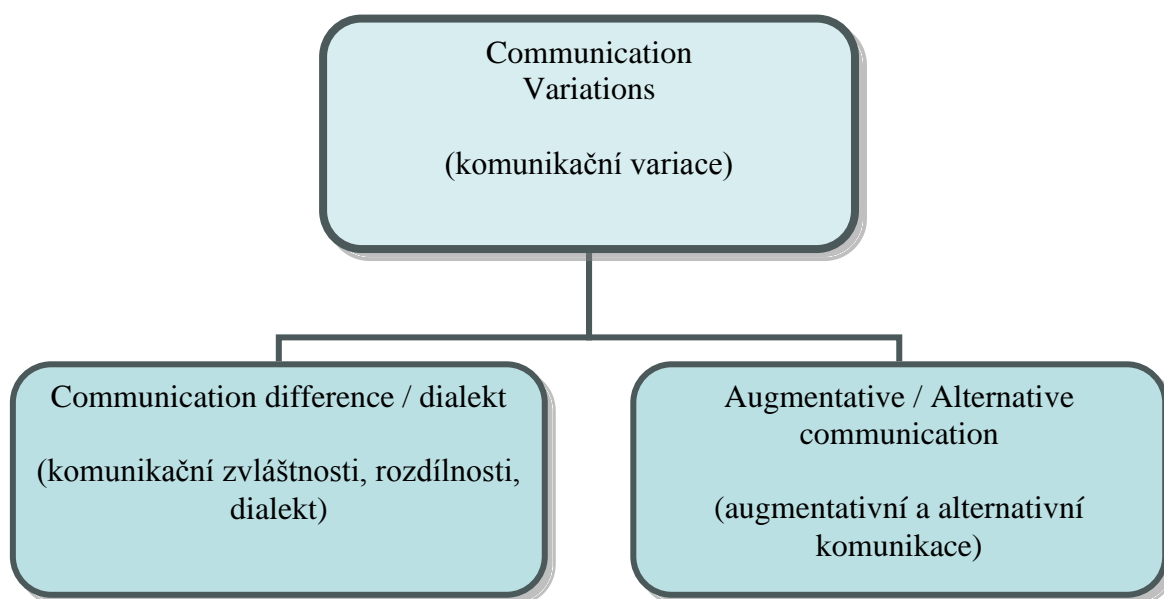 Communication
Variations
(komunikační variace)
Communication difference / dialekt
(komunikační zvláštnosti, rozdílnosti,
dialekt)
Augmentative / Alternative
communication
(augmentativní a alternativní
komunikace)